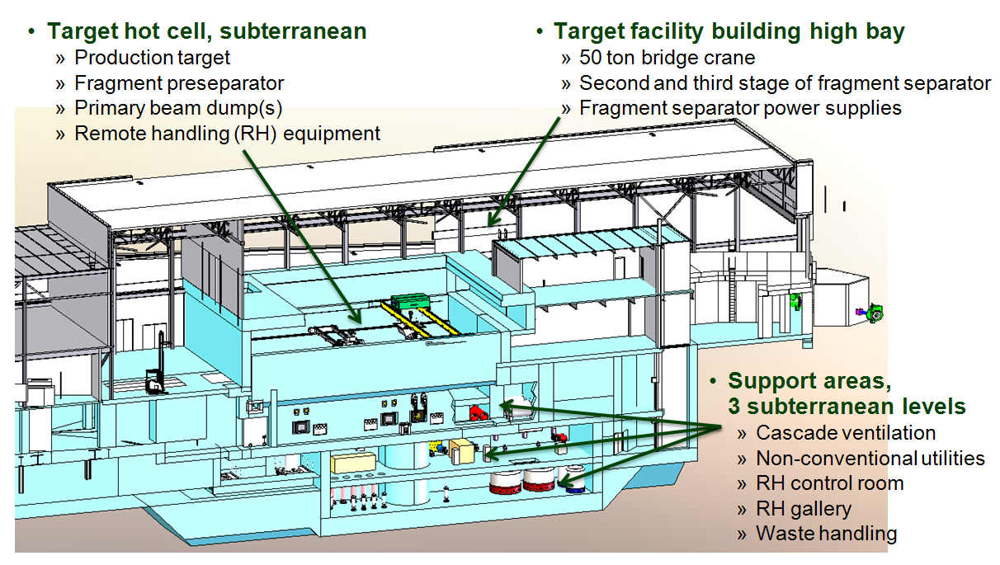 • Target hot cell, subterranean
» Production target
» Fragment preseparator
» Primary beam dump(s)
» Remote handling (RH) equipment
• Target facility building high bay
» 50 ton bridge crane
» Second and third stage of fragment separator
» Fragment separator power supplies
• Support areas,
3 subterranean levels
» Cascade ventilation
» Non-conventional utilities
» RH control room
» RH gallery
» Waste handling